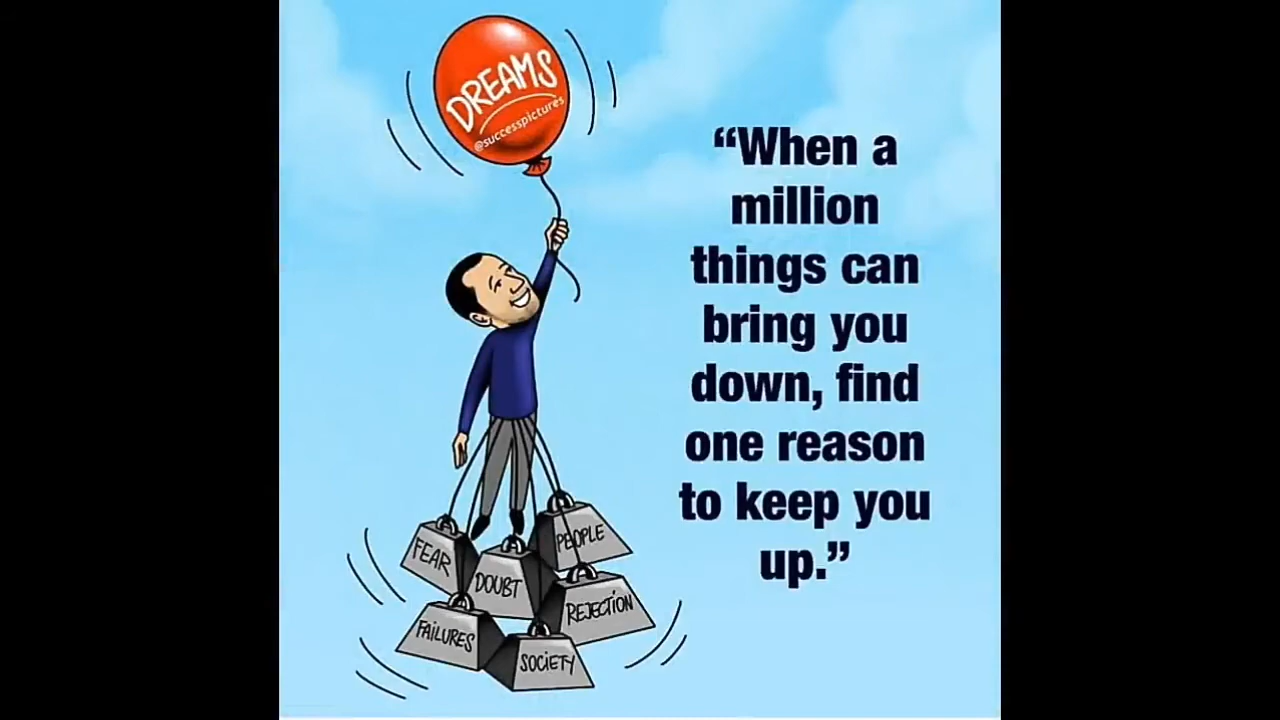 DREAMS
@successpictures
“When a
million
things can
bring you
down, find
one reason
to keep you
up.”
PEOPLE
FEAR
DOUBT
REJECTION
FAILURES
SOCIETY